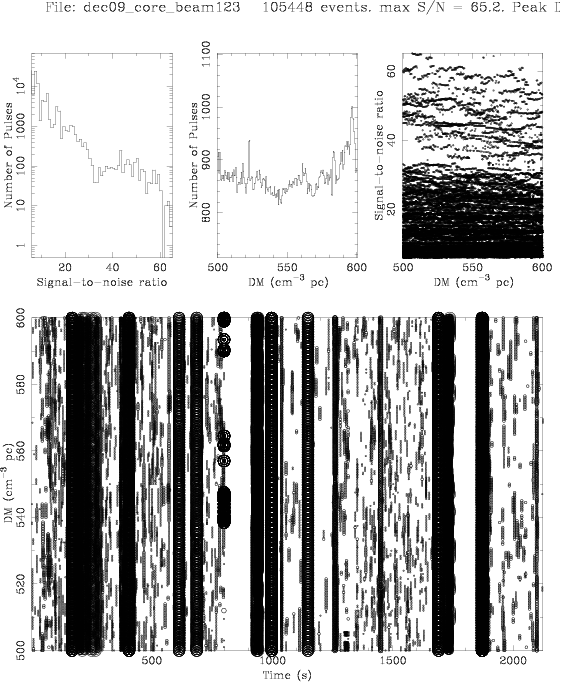 File: dec09_core_beam123 105448 events. max S/N = 65.2. Peak D
Number of Pulses
10⁴
1000
100
10
1
20 40 60
Signal-to-noise ratio
Number of Pulses
1100
1000
900
800
500 550 600
DM (cm⁻³ pc)
Signal-to-noise ratio
60
40
20
500 550 600
DM (cm⁻³ pc)
DM (cm⁻³ pc)
600
580
560
540
520
500
500 1000 1500 2000
Time (s)